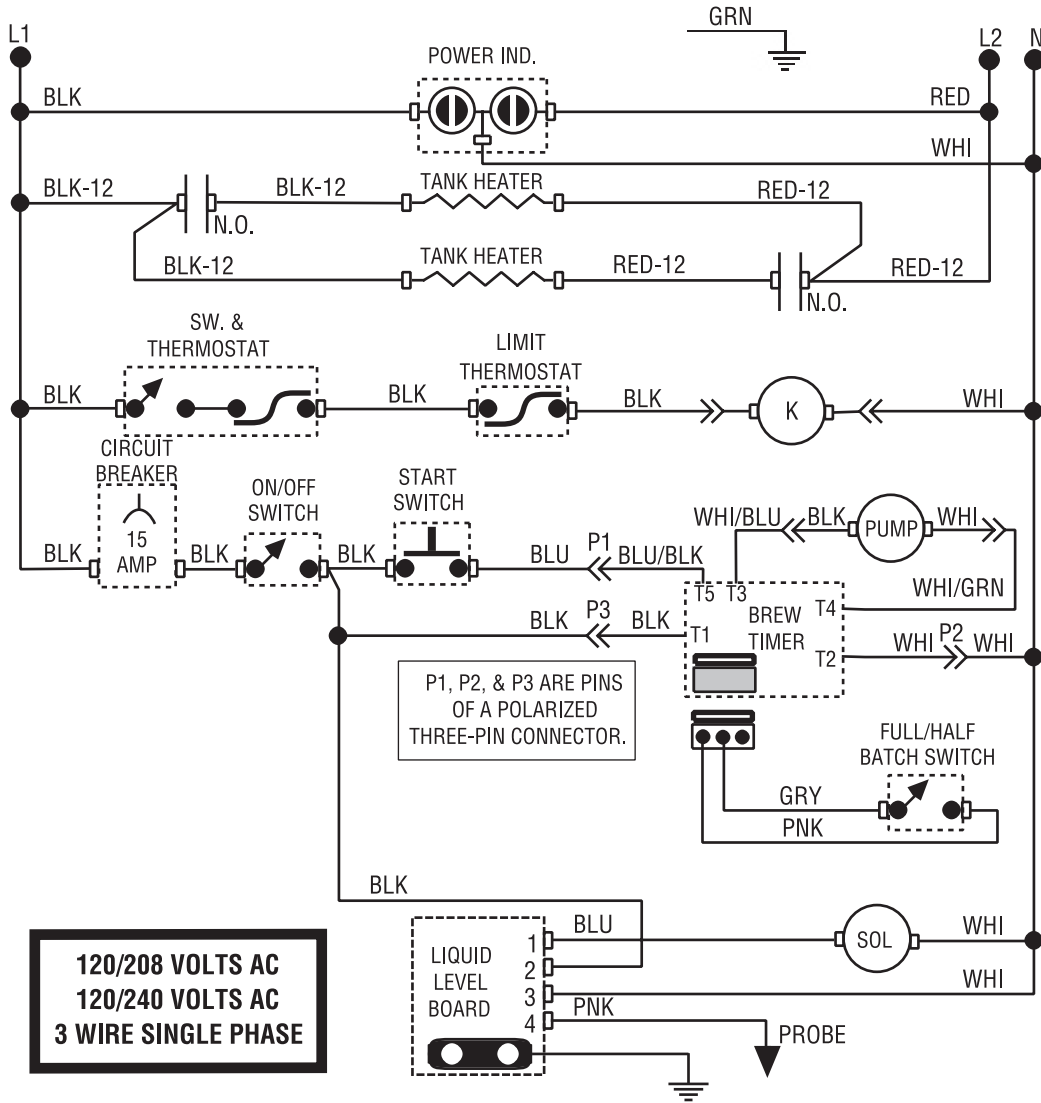 GRN
L1
L2
N
POWER IND.
BLK
RED
WHI
BLK-12
BLK-12
TANK HEATER
RED-12
N.O.
BLK-12
TANK HEATER
RED-12
RED-12
N.O.
SW. &
THERMOSTAT
LIMIT
THERMOSTAT
BLK
BLK
BLK
K
WHI
CIRCUIT
BREAKER
15
AMP
ON/OFF
SWITCH
START
SWITCH
BLK
BLK
BLK
BLU
P1
BLU/BLK
WHI/BLU
BLK
PUMP
WHI
WHI/GRN
T5
T3
T4
BREW
TIMER
T1
T2
BLK
P3
BLK
WHI
P2
WHI
P1, P2, & P3 ARE PINS
OF A POLARIZED
THREE-PIN CONNECTOR.
FULL/HALF
BATCH SWITCH
GRY
PNK
BLK
LIQUID
LEVEL
BOARD
1
2
3
4
BLU
SOL
WHI
WHI
PNK
PROBE
120/208 VOLTS AC
120/240 VOLTS AC
3 WIRE SINGLE PHASE